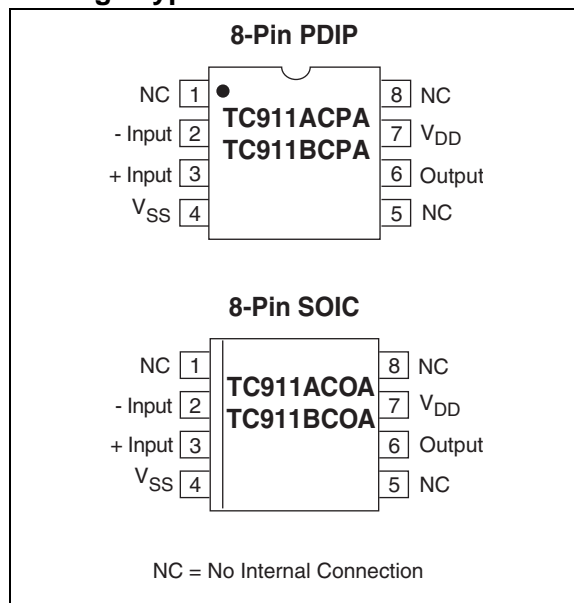 8-Pin PDIP
NC 1
- Input 2
+ Input 3
VSS 4
TC911ACPA
TC911BCPA
8 NC
7 VDD
6 Output
5 NC
8-Pin SOIC
NC 1
- Input 2
+ Input 3
VSS 4
TC911ACOA
TC911BCOA
8 NC
7 VDD
6 Output
5 NC
NC = No Internal Connection